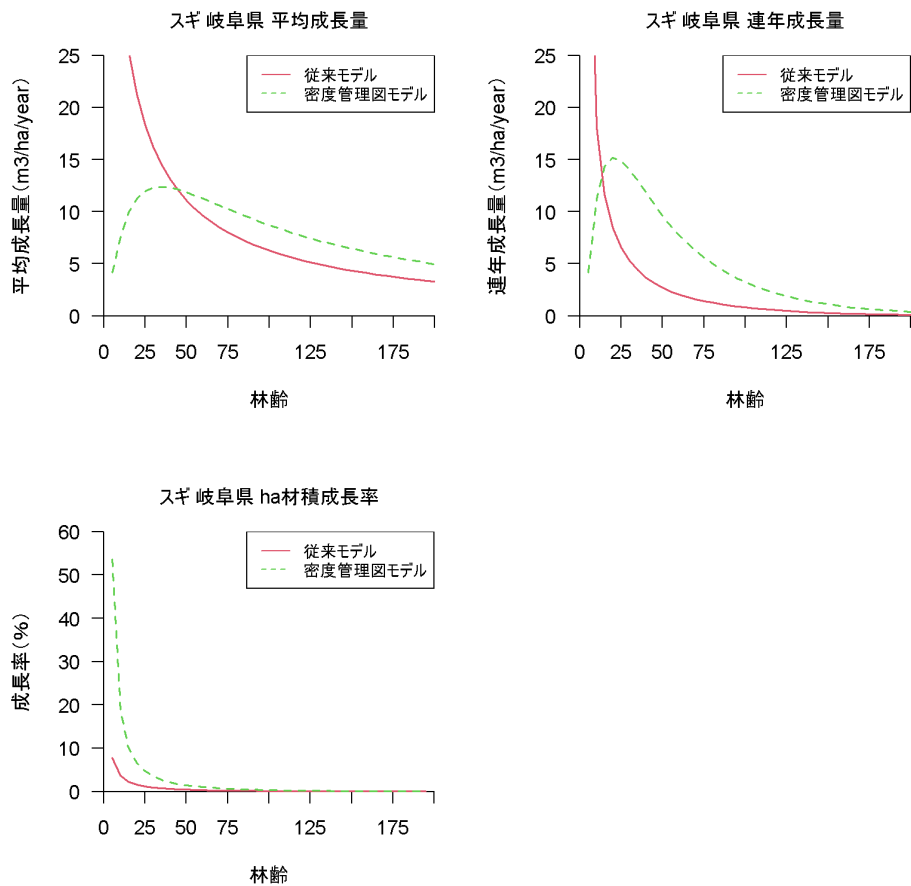 スギ 岐阜県 平均成長量
平均成長量(m3/ha/year)
25
20
15
10
5
0
従来モデル
密度管理図モデル
0 25 50 75 125 175
林齢
スギ 岐阜県 連年成長量
連年成長量(m3/ha/year)
25
20
15
10
5
0
従来モデル
密度管理図モデル
0 25 50 75 125 175
林齢
スギ 岐阜県 ha材積成長率
成長率(%)
60
50
40
30
20
10
0
従来モデル
密度管理図モデル
0 25 50 75 125 175
林齢